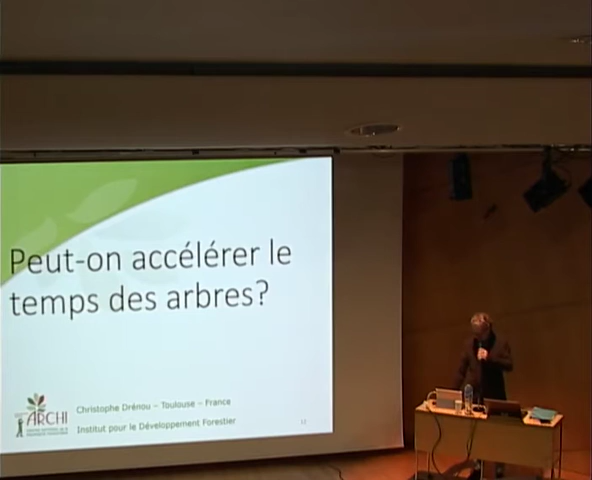 Peut-on accélérer le
temps des arbres?
ARCHI
Christophe Drénou – Toulouse – France
Institut pour le Développement Forestier